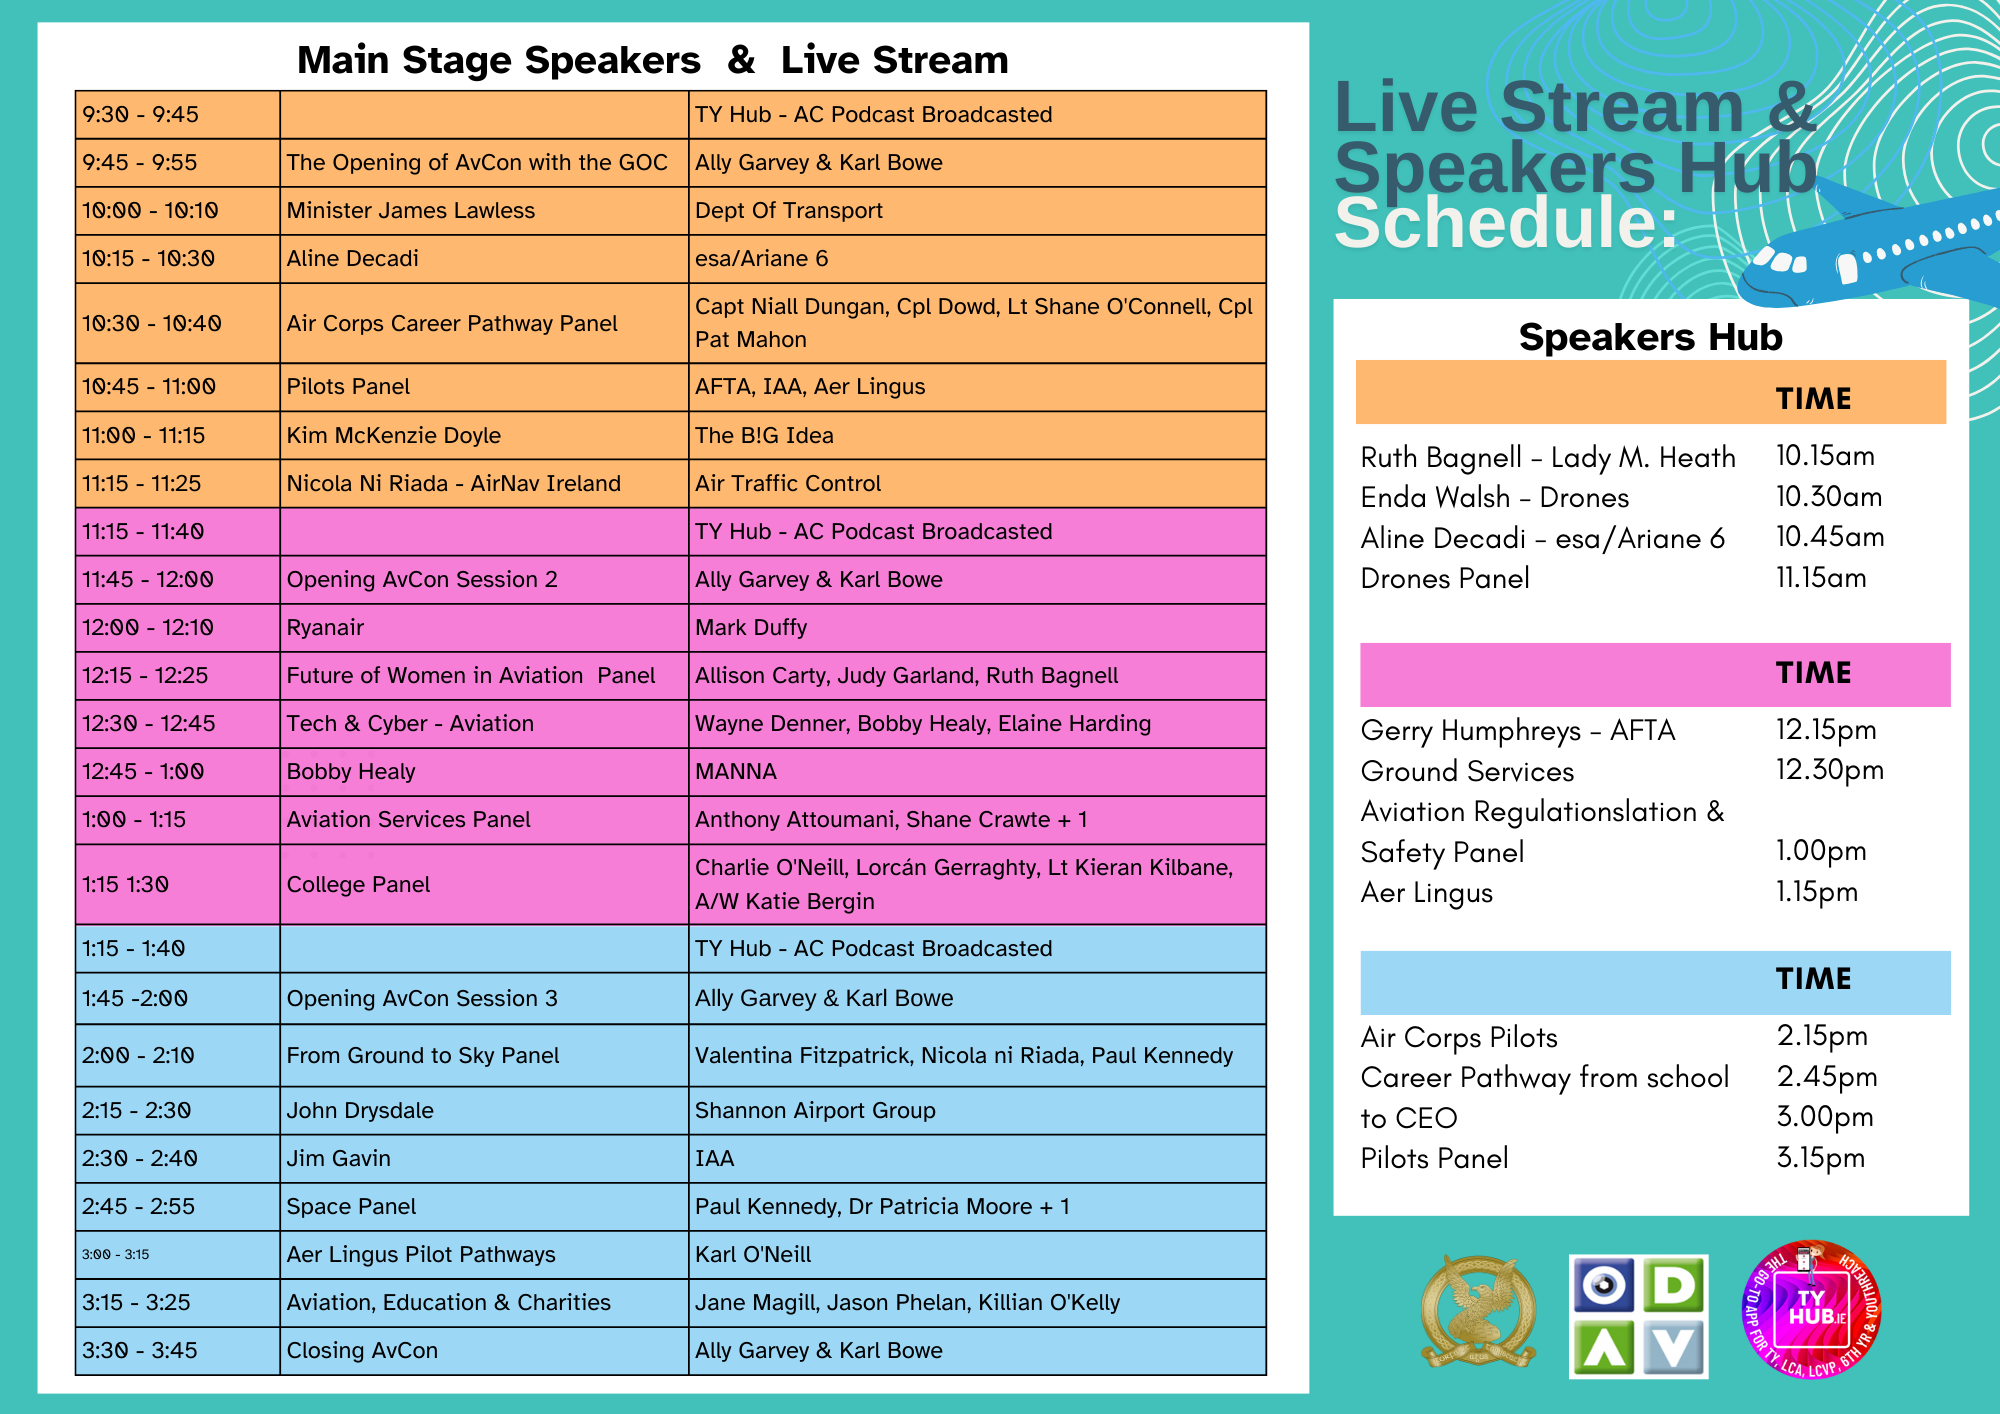 Main Stage Speakers & Live Stream
9:30 - 9:45 TY Hub - AC Podcast Broadcasted
9:45 - 9:55 The Opening of AvCon with the GOC Ally Garvey & Karl Bowe
10:00 - 10:10 Minister James Lawless Dept Of Transport
10:15 - 10:30 Aline Decadi esa/Ariane 6
10:30 - 10:40 Air Corps Career Pathway Panel Capt Niall Dungan, Cpl Dowd, Lt Shane O'Connell, Cpl
Pat Mahon
10:45 - 11:00 Pilots Panel AFTA, IAA, Aer Lingus
11:00 - 11:15 Kim McKenzie Doyle The B!G Idea
11:15 - 11:25 Nicola Ni Riada - AirNav Ireland Air Traffic Control
11:15 - 11:40 TY Hub - AC Podcast Broadcasted
11:45 - 12:00 Opening AvCon Session 2 Ally Garvey & Karl Bowe
12:00 - 12:10 Ryanair Mark Duffy
12:15 - 12:25 Future of Women in Aviation Panel Allison Carty, Judy Garland, Ruth Bagnell
12:30 - 12:45 Tech & Cyber - Aviation Wayne Denner, Bobby Healy, Elaine Harding
12:45 - 1:00 Bobby Healy MANNA
1:00 - 1:15 Aviation Services Panel Anthony Attoumani, Shane Crawte + 1
1:15 1:30 College Panel Charlie O'Neill, Lorcán Gerraghty, Lt Kieran Kilbane,
A/W Katie Bergin
1:15 - 1:40 TY Hub - AC Podcast Broadcasted
1:45 -2:00 Opening AvCon Session 3 Ally Garvey & Karl Bowe
2:00 - 2:10 From Ground to Sky Panel Valentina Fitzpatrick, Nicola ni Riada, Paul Kennedy
2:15 - 2:30 John Drysdale Shannon Airport Group
2:30 - 2:40 Jim Gavin IAA
2:45 - 2:55 Space Panel Paul Kennedy, Dr Patricia Moore + 1
3:00 - 3:15 Aer Lingus Pilot Pathways Karl O'Neill
3:15 - 3:25 Aviation, Education & Charities Jane Magill, Jason Phelan, Killian O'Kelly
3:30 - 3:45 Closing AvCon Ally Garvey & Karl Bowe
Live Stream &
Speakers Hub
Schedule:
Speakers Hub
TIME
Ruth Bagnell - Lady M. Heath 10.15am
Enda Walsh - Drones 10.30am
Aline Decadi - esa/Ariane 6 10.45am
Drones Panel 11.15am
TIME
Gerry Humphreys - AFTA 12.15pm
Ground Services 12.30pm
Aviation Regulationslation &
Safety Panel 1.00pm
Aer Lingus 1.15pm
TIME
Air Corps Pilots 2.15pm
Career Pathway from school 2.45pm
to CEO 3.00pm
Pilots Panel 3.15pm
O D
A V
THE GO-TO APP FOR TY, LCA, LCVP, 6TH YR & YOUTHREACH
TY
HUB.IE